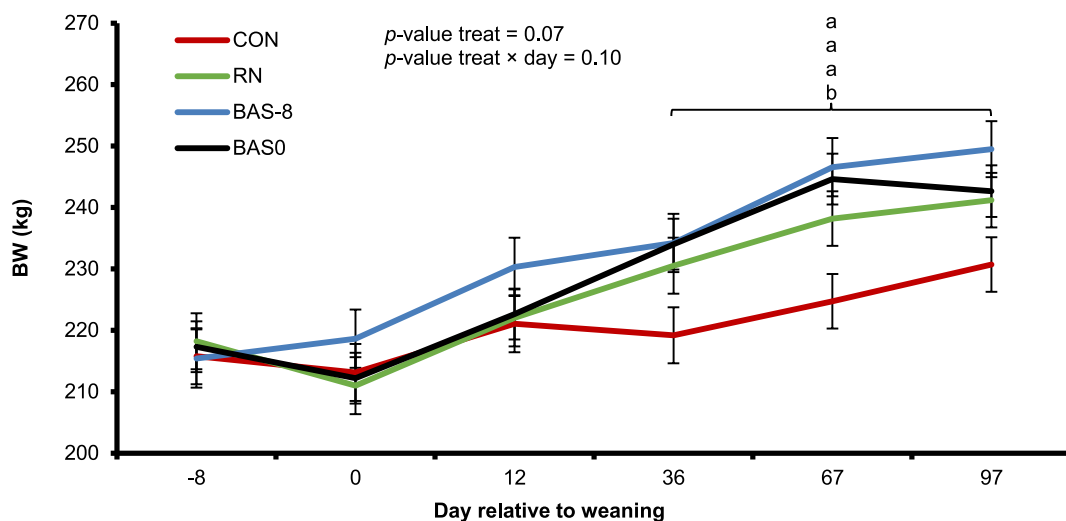 270
260
250
240
230
220
210
200
BW (kg)
CON
RN
BAS-8
BAS0
p-value treat = 0.07
p-value treat × day = 0.10
a
a
a
b
-8 0 12 36 67 97
Day relative to weaning